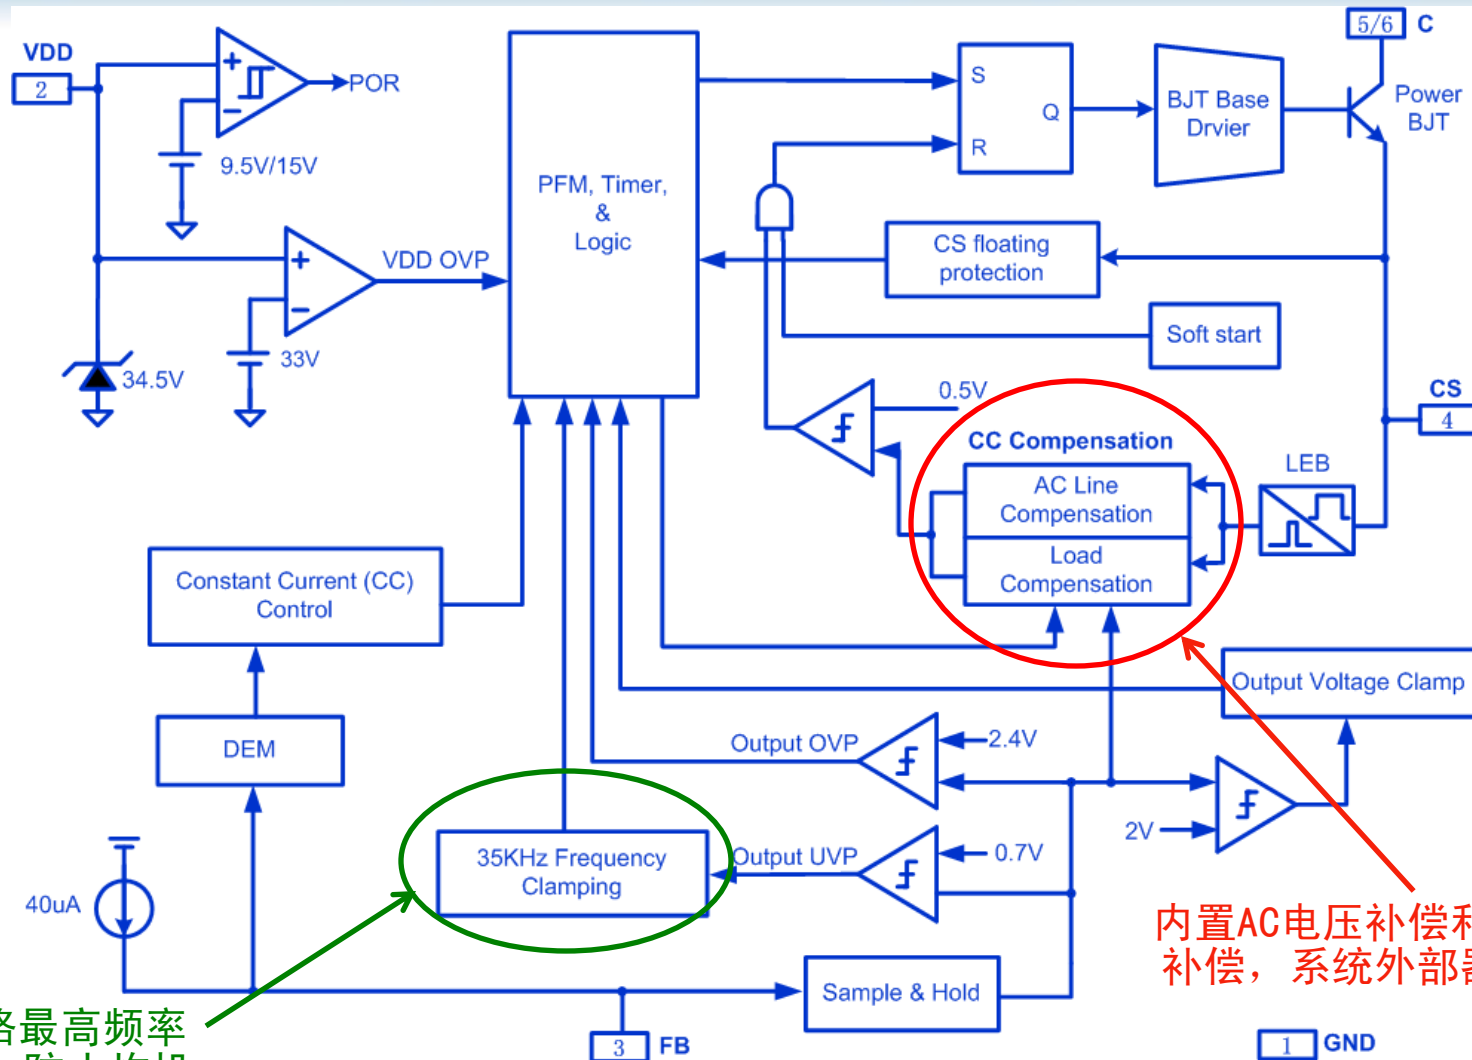 VDD
2
POR
9.5V/15V
VDD OVP
33V
34.5V
PFM, Timer,
&
Logic
S
R
Q
BJT Base
Drvier
5/6
C
Power
BJT
CS floating
protection
Soft start
0.5V
CS
4
CC Compensation
AC Line
Compensation
Load
Compensation
LEB
Constant Current (CC)
Control
DEM
Output Voltage Clamp
Output OVP
2.4V
2V
35KHz Frequency
Clamping
Output UVP
0.7V
40uA
内置AC电压补偿和
补偿，系统外部器
Sample & Hold
最高频率
3
FB
1
GND